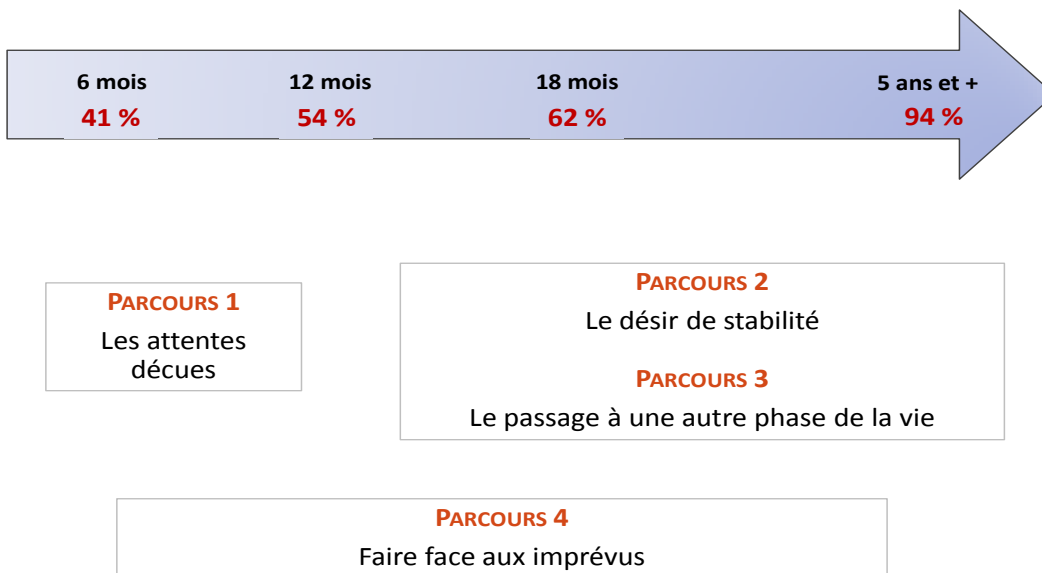 6 mois 12 mois 18 mois 5 ans et +
41 % 54 % 62 % 94 %
PARCOURS 1
Les attentes
décues
PARCOURS 2
Le désir de stabilité
PARCOURS 3
Le passage à une autre phase de la vie
PARCOURS 4
Faire face aux imprévus